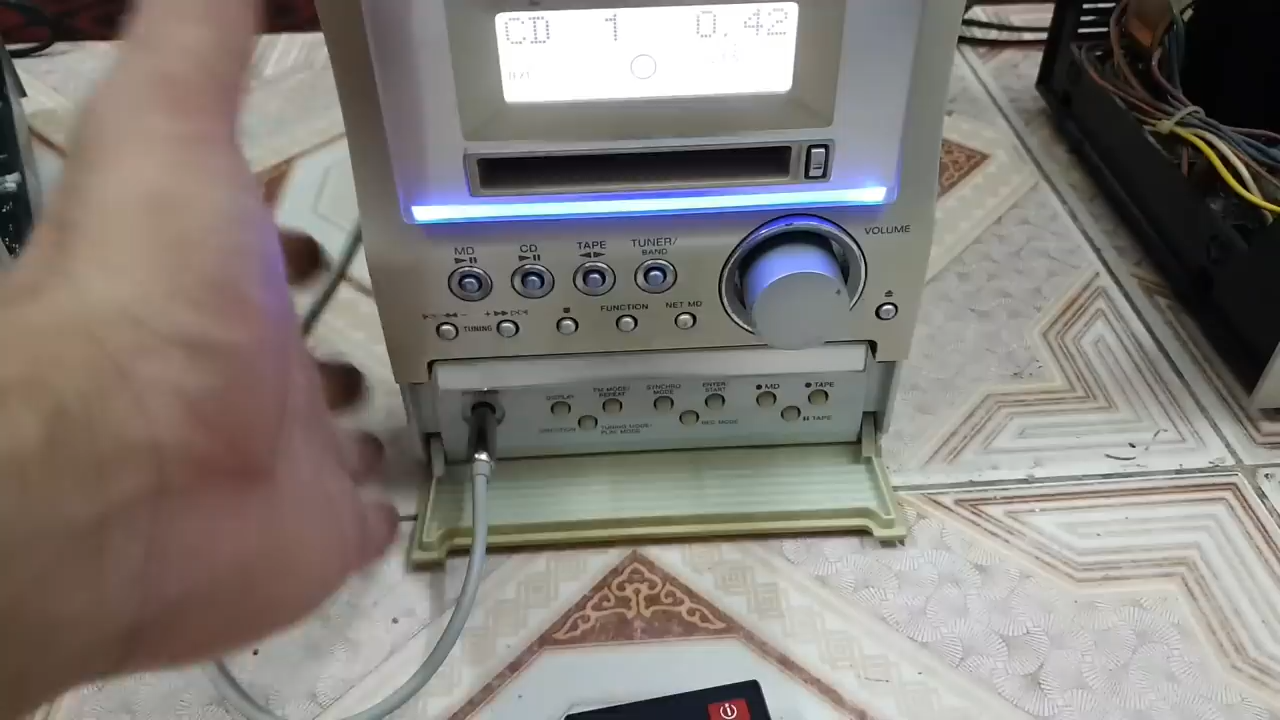 CD 1 0,42
VOLUME
MD CD TAPE TUNER/
BAND
TUNING FUNCTION NET MD
DISPLAY FM MODE/ REPEAT SYNCHRO MODE ENTER/ START ● MD ● TAPE
TUNING MODE/ PLAY MODE REC MODE TAPE